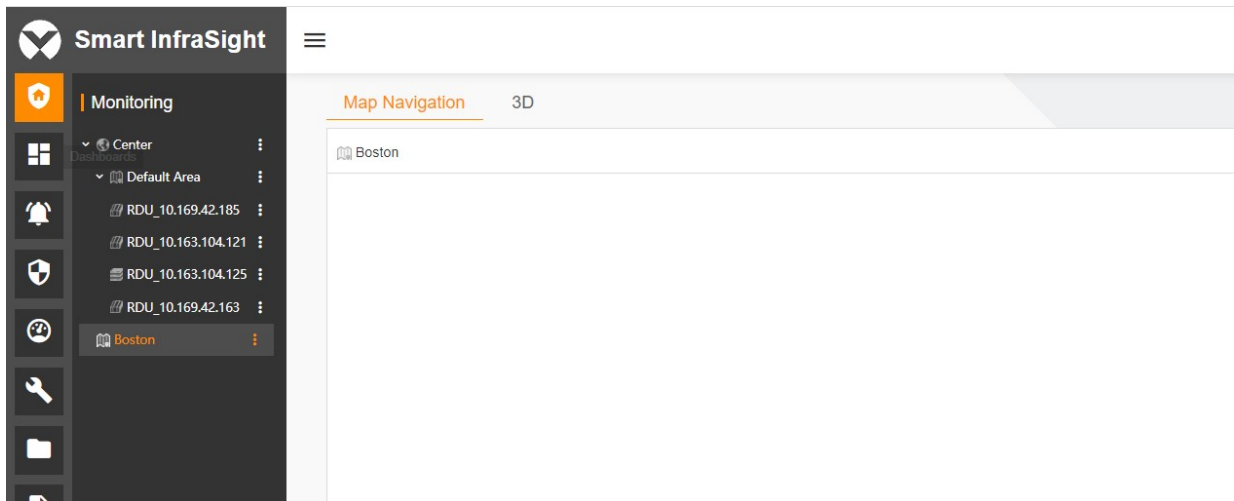 Smart InfraSight
Monitoring
Map Navigation 3D
Center
Dashboards
Boston
Default Area
RDU_10.169.42.185
RDU_10.163.104.121
RDU_10.163.104.125
RDU_10.169.42.163
Boston